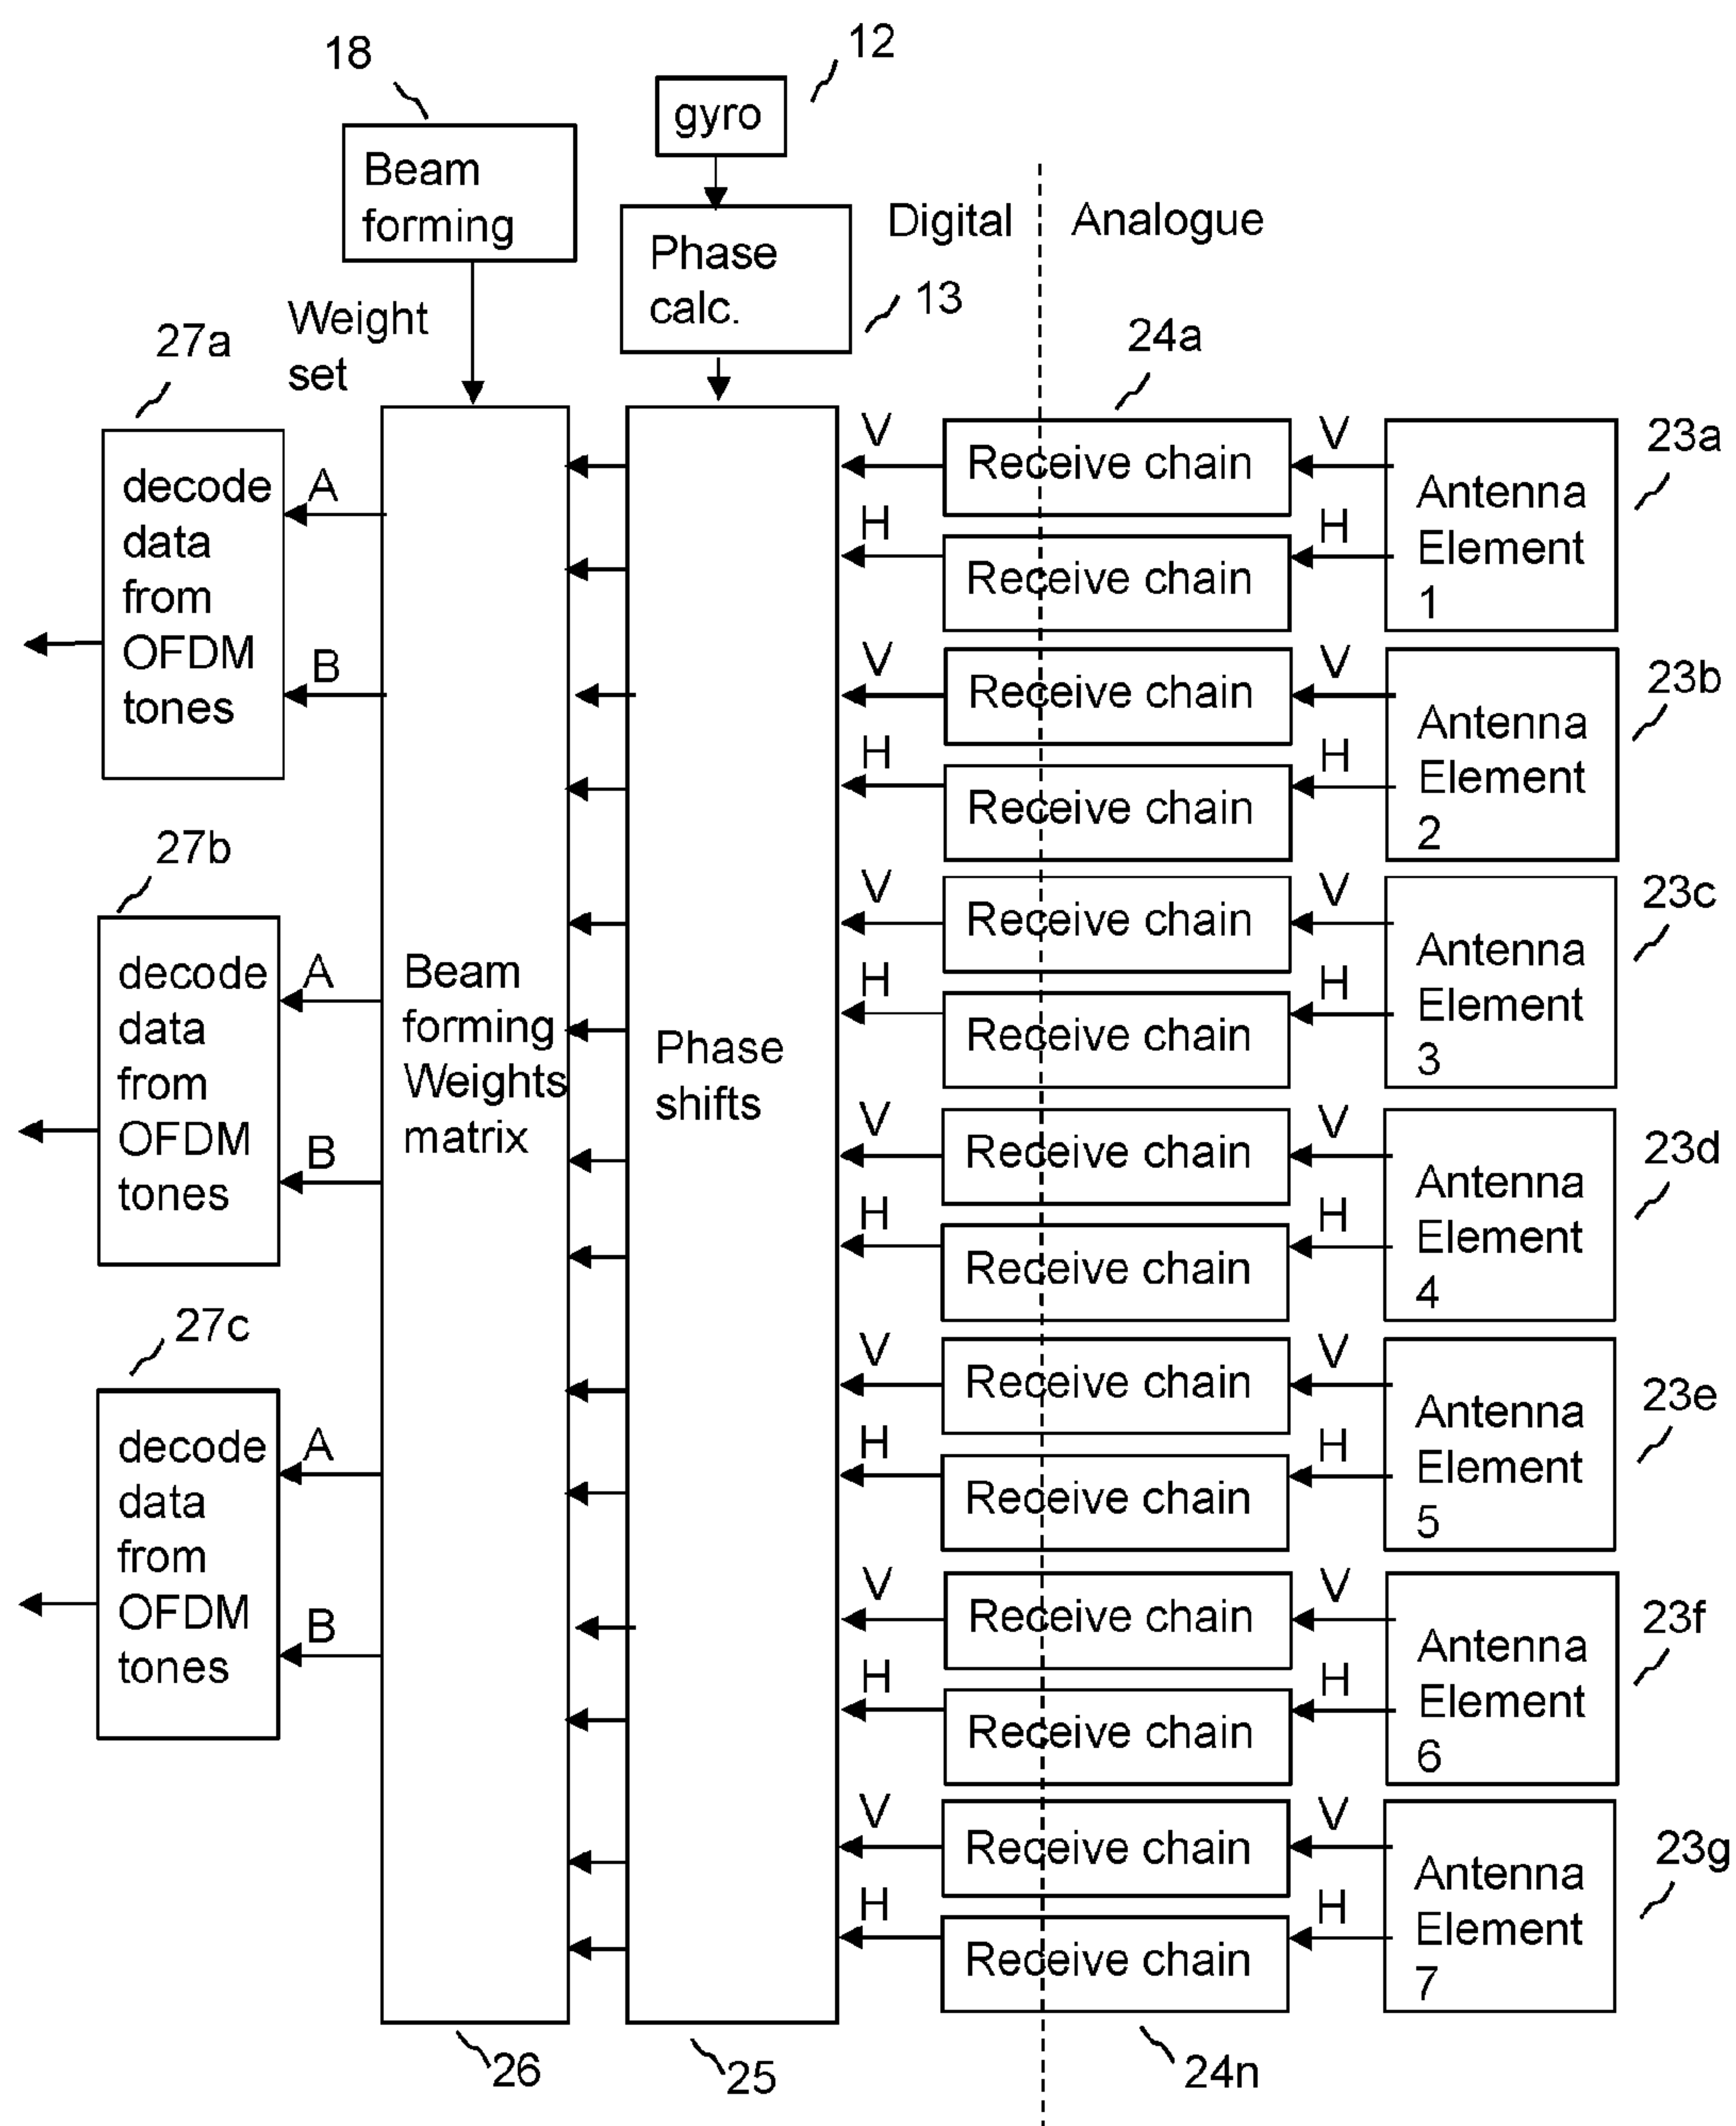 18
12
gyro
Beam
forming
Phase
calc.
Digital
Analogue
13
Weight
set
27a
24a
decode
data
from
OFDM
tones
A
B
27b
decode
data
from
OFDM
tones
A
B
27c
decode
data
from
OFDM
tones
A
B
Beam
forming
Weights
matrix
26
Phase
shifts
25
V
Receive chain
V
H
Receive chain
H
Antenna
Element
1
23a
V
Receive chain
V
H
Receive chain
H
Antenna
Element
2
23b
V
Receive chain
V
H
Receive chain
H
Antenna
Element
3
23c
V
Receive chain
V
H
Receive chain
H
Antenna
Element
4
23d
V
Receive chain
V
H
Receive chain
H
Antenna
Element
5
23e
V
Receive chain
V
H
Receive chain
H
Antenna
Element
6
23f
V
Receive chain
V
H
Receive chain
H
Antenna
Element
7
23g
24n